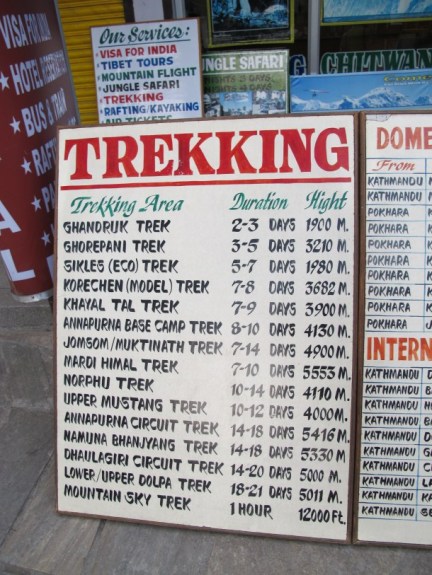 VISA FOR
HOTEL
BUS &
RAFTI
Our Services:
*VISA FOR INDIA
*TIBET TOURS
*MOUNTAIN FLIGHT
*JUNGLE SAFARI
*TREKKING
*RAFTING/KAYAKING
*AIR TICKETS
NGLE SAFARI
CHITWAN
TREKKING
Trekking Area Duration Hight
GHANDRUK TREK 2-3 DAYS 1900 M.
GHOREPANI TREK 3-5 DAYS 3210 M.
SIKLES (ECO) TREK 5-7 DAYS 1980 M.
KORECHEN (MODEL) TREK 7-8 DAYS 3682 M.
KHAYAL TAL TREK 7-9 DAYS 3900 M.
ANNAPURNA BASE CAMP TREK 8-10 DAYS 4130 M.
JOMSOM/MUKTINATH TREK 7-14 DAYS 4900 M.
MARDI HIMAL TREK 7-10 DAYS 5553 M.
NORPHU TREK 10-14 DAYS 4110 M.
UPPER MUSTANG TREK 10-12 DAYS 4000 M.
ANNAPURNA CIRCUIT TREK 14-18 DAYS 5416 M.
NAMUNA BHANJYANG TREK 14-18 DAYS 5330 M
DHAULAGIRI CIRCUIT TREK 14-20 DAYS 5000 M.
LOWER/UPPER DOLPA TREK 18-21 DAYS 5011 M.
MOUNTAIN SKY TREK 1 HOUR 12000 Ft.
DOME
From
KATHMANDU
KATHMANDU
POKHARA
POKHARA
POKHARA
POKHARA
POKHARA
POKHARA
INTERN
KATHMANDU
KATHMANDU
KATHMANDU
KATHMANDU
KATHMANDU
KATHMANDU
KATHMANDU
KATHMANDU
KATHMANDU